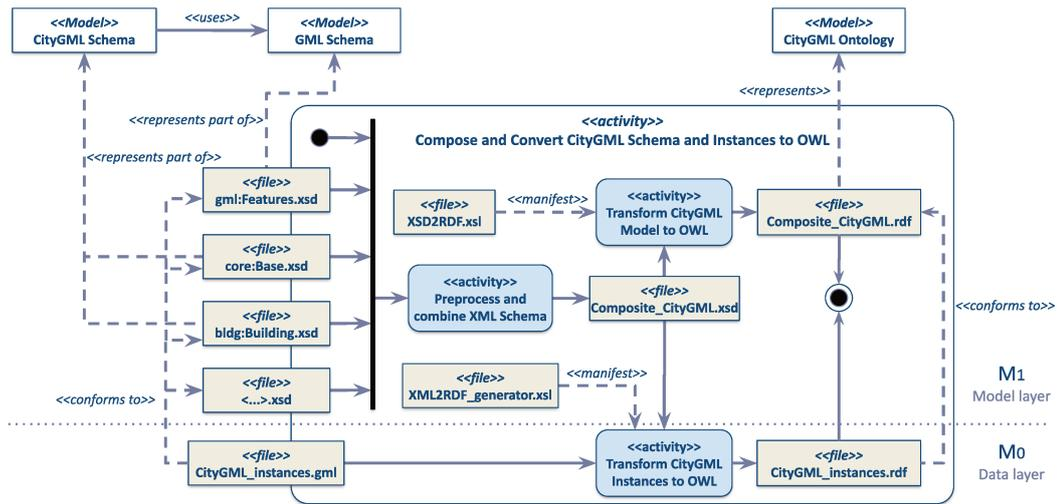 <<Model>>
CityGML Schema
<<uses>>
<<Model>>
GML Schema
<<Model>>
CityGML Ontology
<<represents>>
<<represents part of>>
<<represents part of>>
<<activity>>
Compose and Convert CityGML Schema and Instances to OWL
<<file>>
gml:Features.xsd
<<file>>
XSD2RDF.xsl
<<manifest>>
<<activity>>
Transform CityGML
Model to OWL
<<file>>
Composite_CityGML.rdf
<<file>>
core:Base.xsd
<<activity>>
Preprocess and
combine XML Schema
<<file>>
Composite_CityGML.xsd
<<conforms to>>
<<file>>
bldg:Building.xsd
<<file>>
<...>.xsd
<<file>>
XML2RDF_generator.xsl
<<manifest>>
<<conforms to>>
M1
Model layer
<<file>>
CityGML_instances.gml
<<activity>>
Transform CityGML
Instances to OWL
<<file>>
CityGML_instances.rdf
M0
Data layer